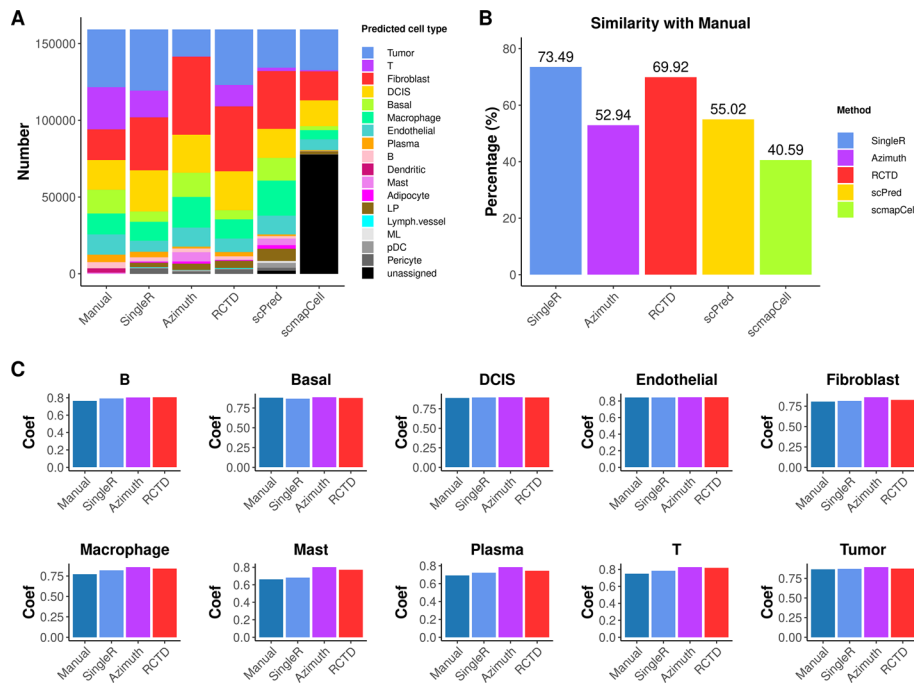 A
Number
150000
100000
50000
0
Manual
SingleR
Azimuth
RCTD
scPred
scmapCell
Predicted cell type
Tumor
T
Fibroblast
DCIS
Basal
Macrophage
Endothelial
Plasma
B
Dendritic
Mast
Adipocyte
LP
Lymph.vessel
ML
pDC
Pericyte
unassigned
B
Similarity with Manual
Percentage (%)
80
60
40
20
0
73.49
52.94
69.92
55.02
40.59
SingleR
Azimuth
RCTD
scPred
scmapCell
Method
SingleR
Azimuth
RCTD
scPred
scmapCell
C
B
Coef
0.8
0.6
0.4
0.2
0.0
Manual
SingleR
Azimuth
RCTD
Basal
Coef
0.75
0.50
0.25
0.00
Manual
SingleR
Azimuth
RCTD
DCIS
Coef
0.75
0.50
0.25
0.00
Manual
SingleR
Azimuth
RCTD
Endothelial
Coef
0.8
0.6
0.4
0.2
0.0
Manual
SingleR
Azimuth
RCTD
Fibroblast
Coef
0.75
0.50
0.25
0.00
Manual
SingleR
Azimuth
RCTD
Macrophage
Coef
0.75
0.50
0.25
0.00
Manual
SingleR
Azimuth
RCTD
Mast
Coef
0.8
0.6
0.4
0.2
0.0
Manual
SingleR
Azimuth
RCTD
Plasma
Coef
0.8
0.6
0.4
0.2
0.0
Manual
SingleR
Azimuth
RCTD
T
Coef
0.8
0.6
0.4
0.2
0.0
Manual
SingleR
Azimuth
RCTD
Tumor
Coef
0.75
0.50
0.25
0.00
Manual
SingleR
Azimuth
RCTD